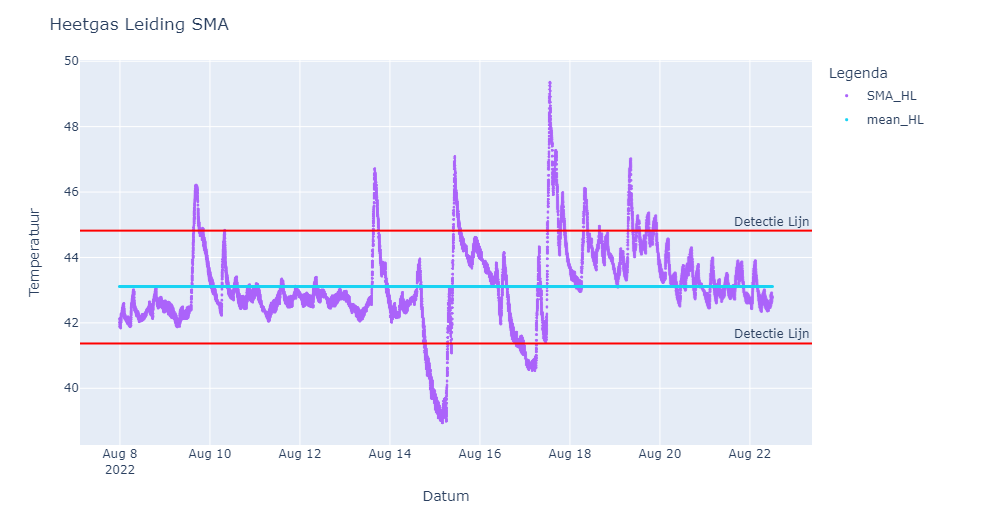 Heetgas Leiding SMA
Legenda
SMA_HL
mean_HL
Temperatuur
50
48
46
44
42
40
Detectie Lijn
Detectie Lijn
Aug 8
2022
Aug 10
Aug 12
Aug 14
Aug 16
Aug 18
Aug 20
Aug 22
Datum